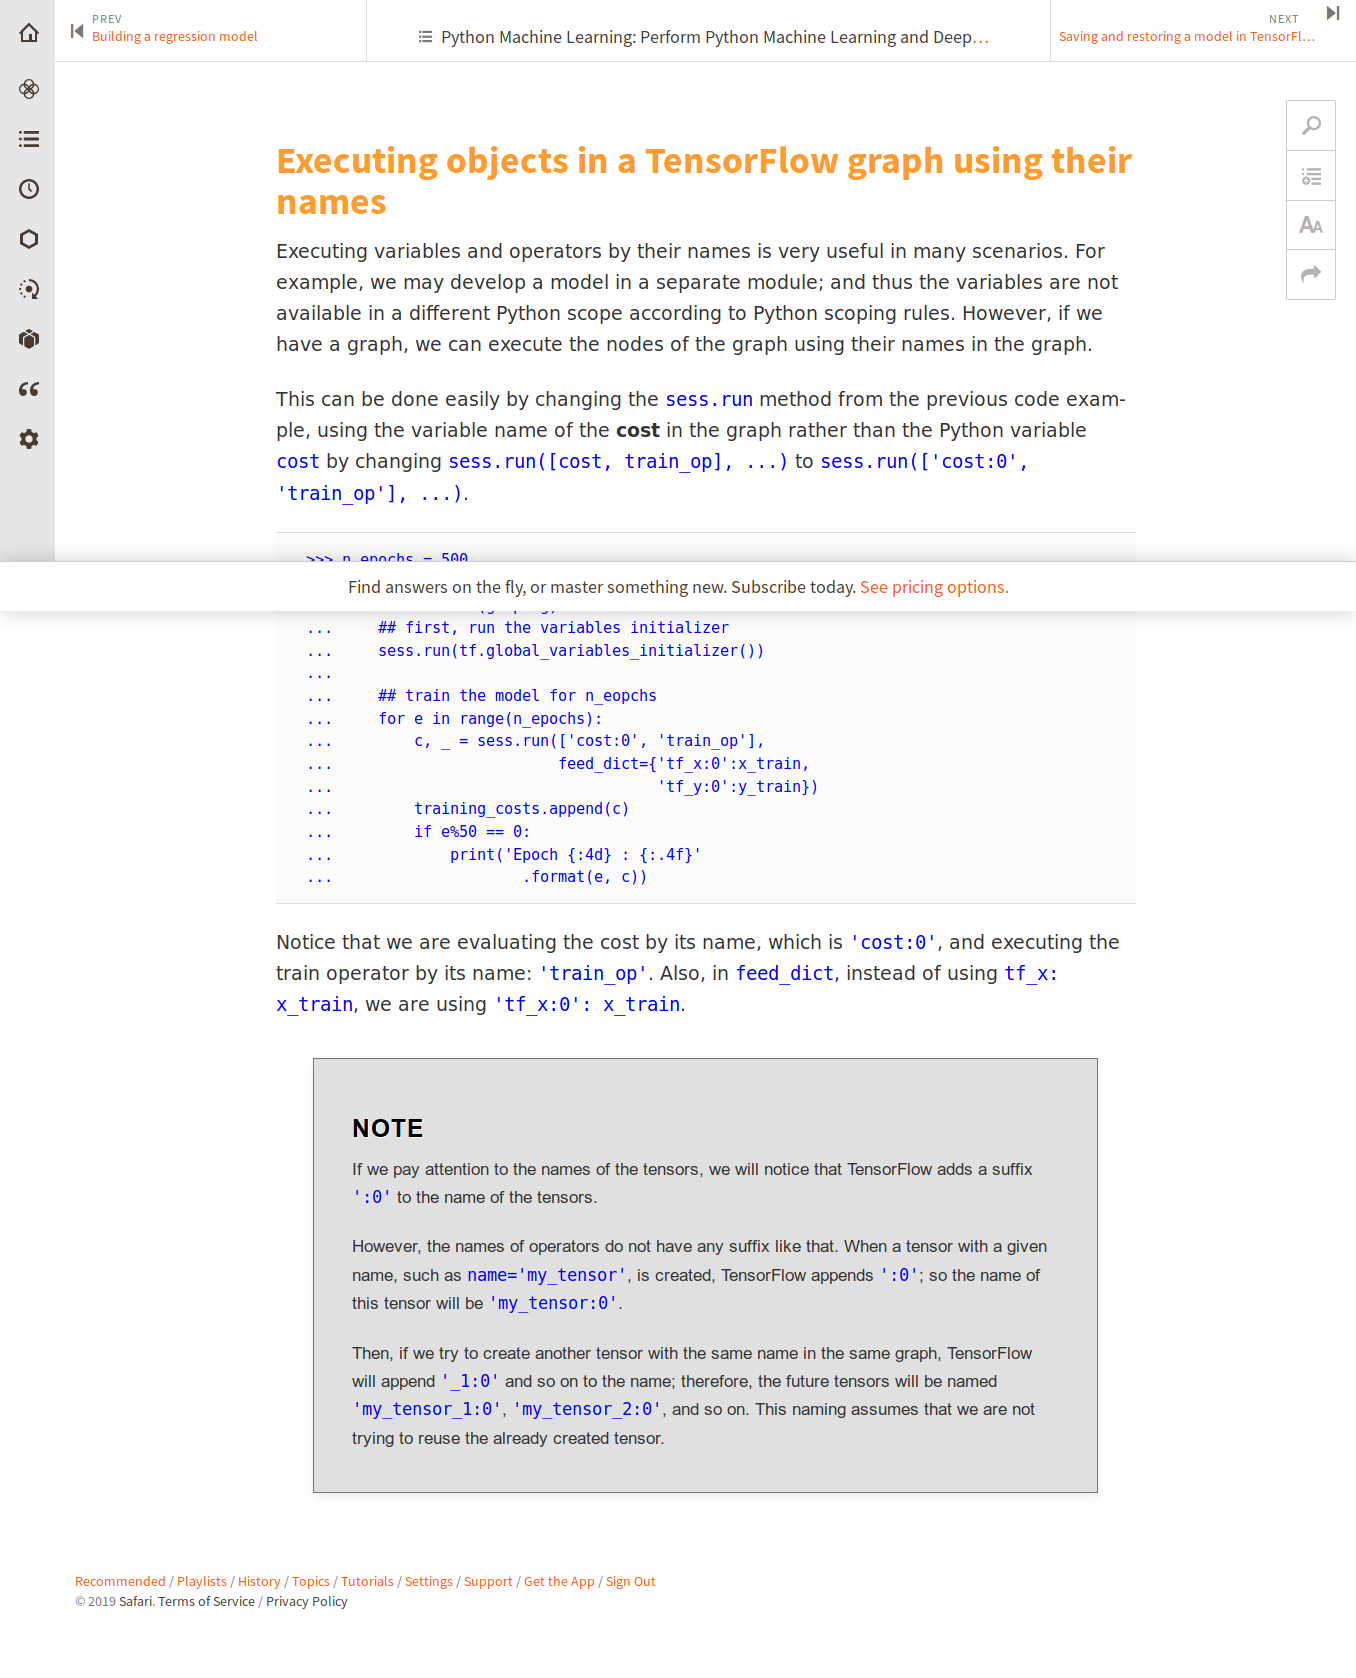 PREV
Building a regression model
Python Machine Learning: Perform Python Machine Learning and Deep…
NEXT
Saving and restoring a model in TensorFl…
Executing objects in a TensorFlow graph using their
names
Executing variables and operators by their names is very useful in many scenarios. For
example, we may develop a model in a separate module; and thus the variables are not
available in a different Python scope according to Python scoping rules. However, if we
have a graph, we can execute the nodes of the graph using their names in the graph.
This can be done easily by changing the sess.run method from the previous code exam-
ple, using the variable name of the cost in the graph rather than the Python variable
cost by changing sess.run([cost, train_op], ...) to sess.run(['cost:0',
'train_op'], ...).
>>> n_epochs = 500
Find answers on the fly, or master something new. Subscribe today. See pricing options.
...     ## first, run the variables initializer
...     sess.run(tf.global_variables_initializer())
...
...     ## train the model for n_eopchs
...     for e in range(n_epochs):
...         c, _ = sess.run(['cost:0', 'train_op'],
...                         feed_dict={'tf_x:0':x_train,
...                                    'tf_y:0':y_train})
...         training_costs.append(c)
...         if e%50 == 0:
...             print('Epoch {:4d} : {:.4f}'
...                     .format(e, c))
Notice that we are evaluating the cost by its name, which is 'cost:0', and executing the
train operator by its name: 'train_op'. Also, in feed_dict, instead of using tf_x:
x_train, we are using 'tf_x:0': x_train.
NOTE
If we pay attention to the names of the tensors, we will notice that TensorFlow adds a suffix
':0' to the name of the tensors.
However, the names of operators do not have any suffix like that. When a tensor with a given
name, such as name='my_tensor', is created, TensorFlow appends ':0'; so the name of
this tensor will be 'my_tensor:0'.
Then, if we try to create another tensor with the same name in the same graph, TensorFlow
will append '_1:0' and so on to the name; therefore, the future tensors will be named
'my_tensor_1:0', 'my_tensor_2:0', and so on. This naming assumes that we are not
trying to reuse the already created tensor.
Recommended / Playlists / History / Topics / Tutorials / Settings / Support / Get the App / Sign Out
© 2019 Safari. Terms of Service / Privacy Policy